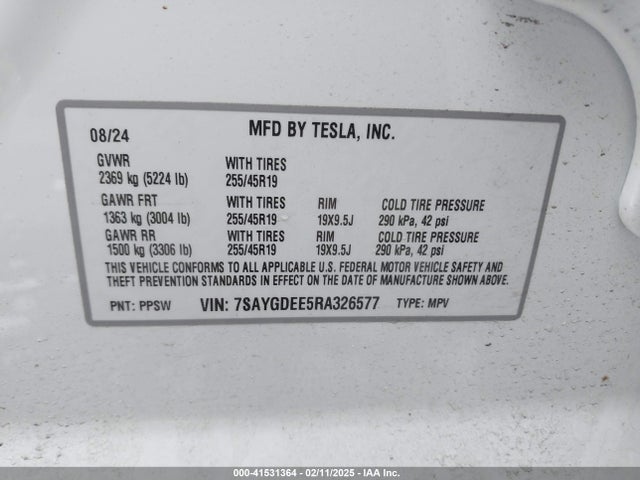 08/24 MFD BY TESLA, INC.
GVWR WITH TIRES
2369 kg (5224 lb) 255/45R19
GAWR FRT WITH TIRES RIM COLD TIRE PRESSURE
1363 kg (3004 lb) 255/45R19 19X9.5J 290 kPa, 42 psi
GAWR RR WITH TIRES RIM COLD TIRE PRESSURE
1500 kg (3306 lb) 255/45R19 19X9.5J 290 kPa, 42 psi
THIS VEHICLE CONFORMS TO ALL APPLICABLE U.S. FEDERAL MOTOR VEHICLE SAFETY AND
THEFT PREVENTION STANDARDS IN EFFECT ON THE DATE OF MANUFACTURE SHOWN ABOVE.
PNT: PPSW VIN: 7SAYGDEE5RA326577 TYPE: MPV
000-41531364 - 02/11/2025 - IAA Inc.